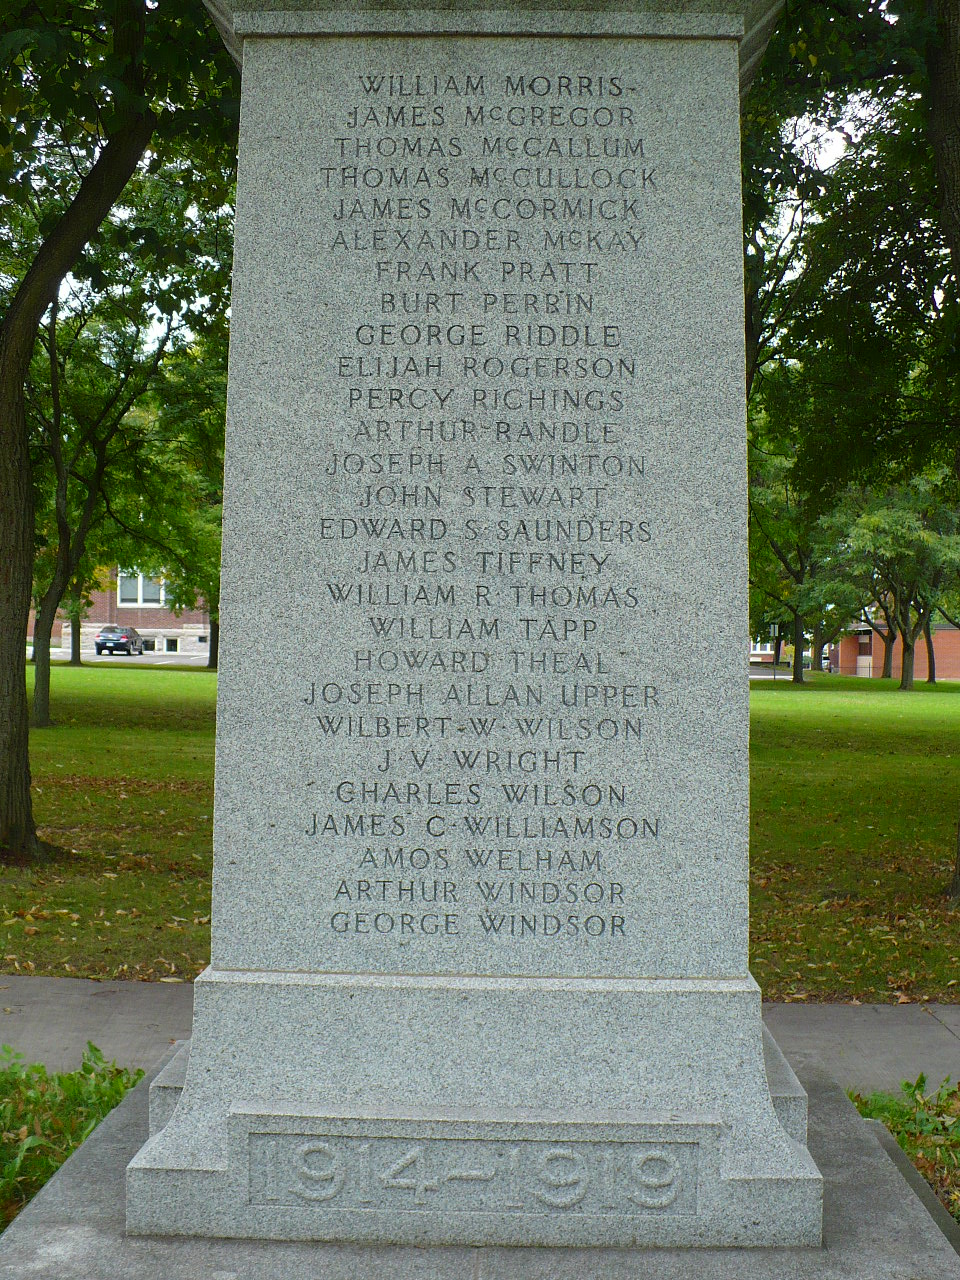 WILLIAM MORRIS
JAMES McGREGOR
THOMAS McCALLUM
THOMAS McCULLOCK
JAMES McCORMICK
ALEXANDER McKAY
FRANK PRATT
BURT PERRIN
GEORGE RIDDLE
ELIJAH ROGERSON
PERCY RICHINGS
ARTHUR RANDLE
JOSEPH A SWINTON
JOHN STEWART
EDWARD S·SAUNDERS
JAMES TIFFNEY
WILLIAM R·THOMAS
WILLIAM TAPP
HOWARD THEAL
JOSEPH ALLAN UPPER
WILBERT·W·WILSON
J·V·WRIGHT
CHARLES WILSON
JAMES C·WILLIAMSON
AMOS WELHAM
ARTHUR WINDSOR
GEORGE WINDSOR
1914–1919